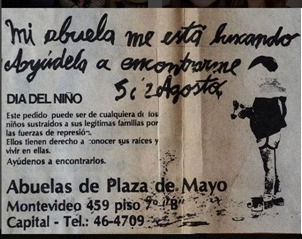 Mi abuela me está buscando
Ayúdela a encontrarme
5 Agosto
DIA DEL NIÑO
Este pedido puede ser de cualquiera de los
niños sustraidos a sus legítimas familias por
las fuerzas de represión.
Ellos tienen derecho a conocer sus raíces y
vivir en ellas.
Ayúdenos a encontrarlos.
Abuelas de Plaza de Mayo
Montevideo 459 piso 7º "B"
Capital - Tel.: 46-4709